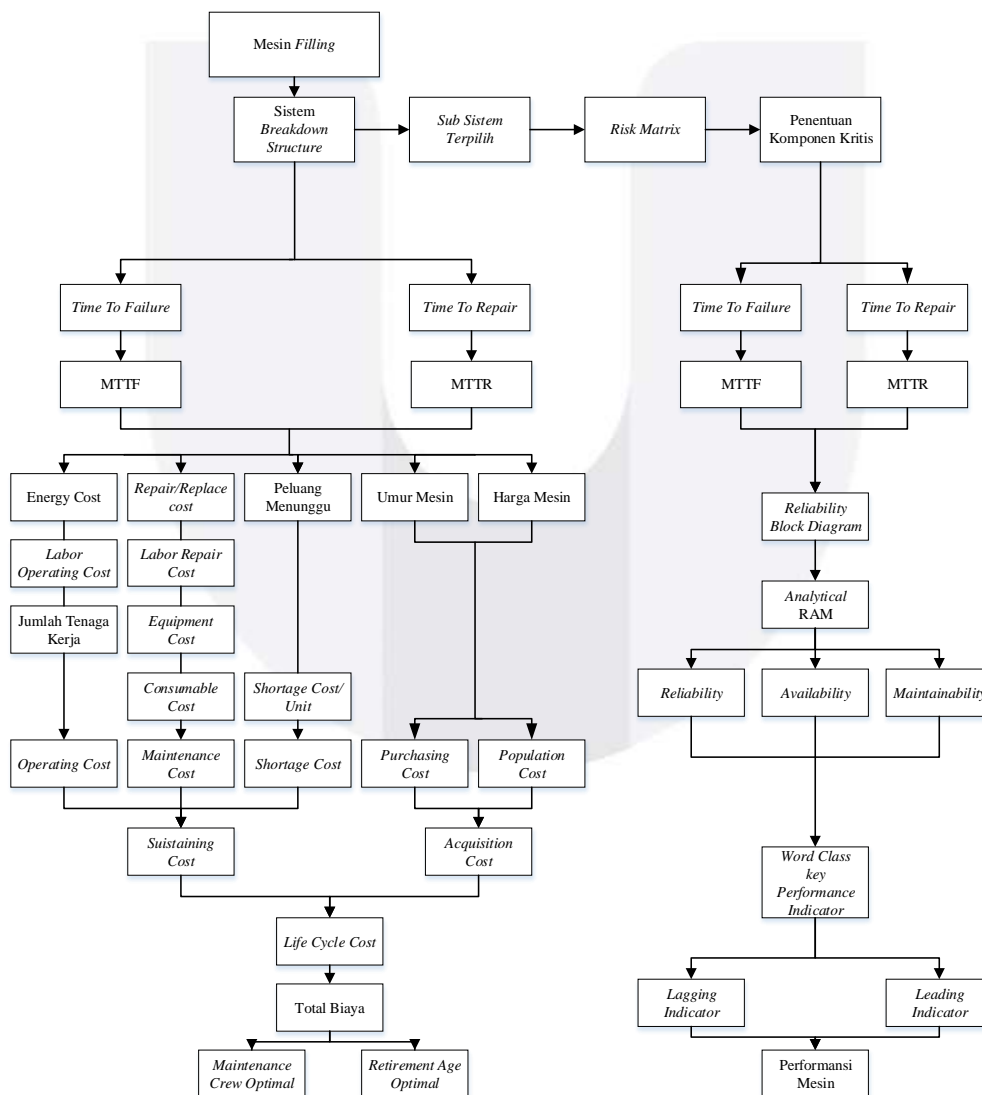 Mesin Filling
Sistem
Breakdown
Structure
Sub Sistem
Terpilih
Risk Matrix
Penentuan
Komponen Kritis
Time To Failure
Time To Repair
Time To Failure
Time To Repair
MTTF
MTTR
MTTF
MTTR
Energy Cost
Repair/Replace
cost
Peluang
Menunggu
Umur Mesin
Harga Mesin
Reliability
Block Diagram
Labor
Operating Cost
Labor Repair
Cost
Analytical
RAM
Jumlah Tenaga
Kerja
Equipment
Cost
Consumable
Cost
Shortage Cost/
Unit
Reliability
Availability
Maintainability
Operating Cost
Maintenance
Cost
Shortage Cost
Purchasing
Cost
Population
Cost
Suistaining
Cost
Acquisition
Cost
Word Class
key
Performance
Indicator
Life Cycle Cost
Total Biaya
Lagging
Indicator
Leading
Indicator
Maintenance
Crew Optimal
Retirement Age
Optimal
Performansi
Mesin